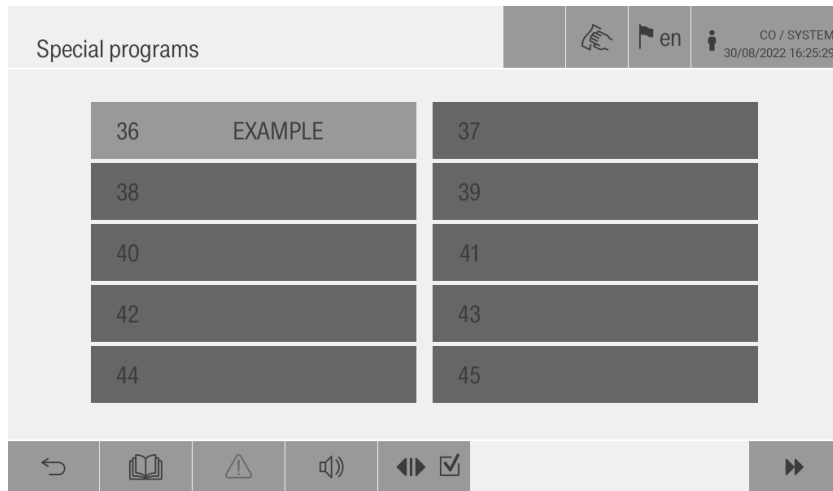 Special programs
en
CO / SYSTEM
30/08/2022 16:25:29
36 EXAMPLE
37
38
39
40
41
42
43
44
45